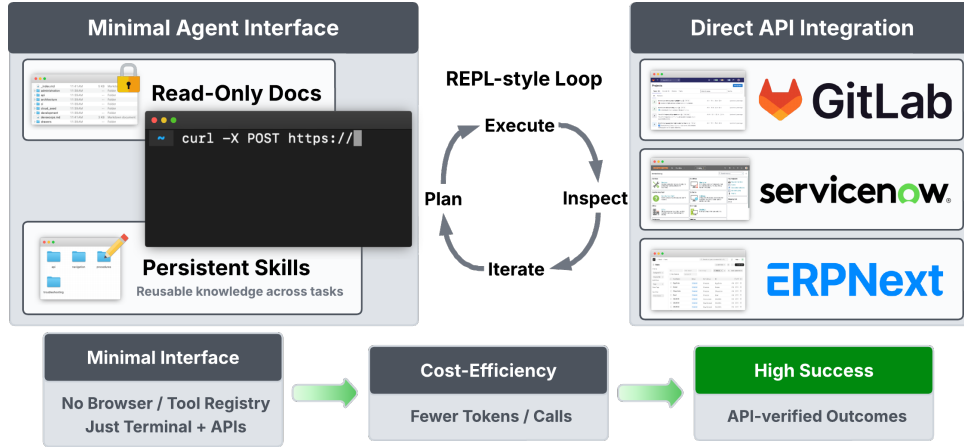 Minimal Agent Interface
Read-Only Docs
~ curl -X POST https://
Persistent Skills
Reusable knowledge across tasks
REPL-style Loop
Execute
Plan
Inspect
Iterate
Direct API Integration
GitLab
servicenow®
ERPNext
Minimal Interface
No Browser / Tool Registry
Just Terminal + APIs
Cost-Efficiency
Fewer Tokens / Calls
High Success
API-verified Outcomes